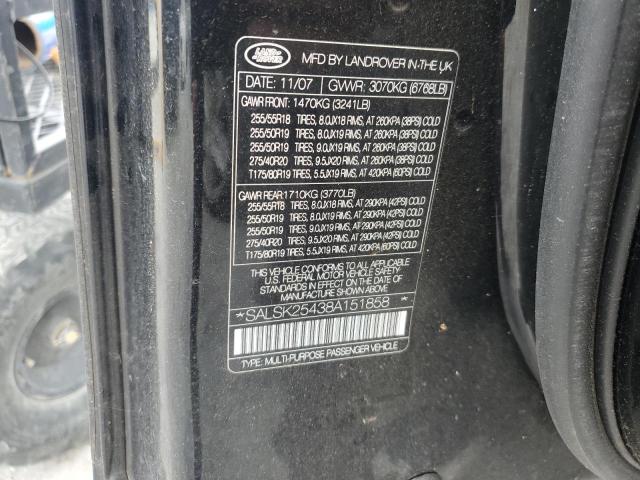 LAND ROVER
MFD BY LANDROVER IN THE UK
DATE: 11/07 GVWR: 3070KG (6768LB)
GAWR FRONT: 1470KG (3241LB)
255/55R18 TIRES, 8.0JX18 RIMS, AT 260KPA (38PSI) COLD
255/50R19 TIRES, 8.0JX19 RIMS, AT 260KPA (38PSI) COLD
255/50R19 TIRES, 9.0JX19 RIMS, AT 260KPA (38PSI) COLD
275/40R20 TIRES, 9.5JX20 RIMS, AT 260KPA (38PSI) COLD
T175/80R19 TIRES, 5.5JX19 RIMS, AT 420KPA (60PSI) COLD
GAWR REAR 1710KG (3770LB)
255/55R18 TIRES, 8.0JX18 RIMS, AT 290KPA (42PSI) COLD
255/50R19 TIRES, 8.0JX19 RIMS, AT 290KPA (42PSI) COLD
255/50R19 TIRES, 9.0JX19 RIMS, AT 290KPA (42PSI) COLD
275/40R20 TIRES, 9.5JX20 RIMS, AT 290KPA (42PSI) COLD
T175/80R19 TIRES, 5.5JX19 RIMS, AT 420KPA (60PSI) COLD
THIS VEHICLE CONFORMS TO ALL APPLICABLE
U.S. FEDERAL MOTOR VEHICLE SAFETY
STANDARDS IN EFFECT ON THE DATE OF
MANUFACTURE SHOWN ABOVE
*SALSK25438A151858*
TYPE: MULTI-PURPOSE PASSENGER VEHICLE